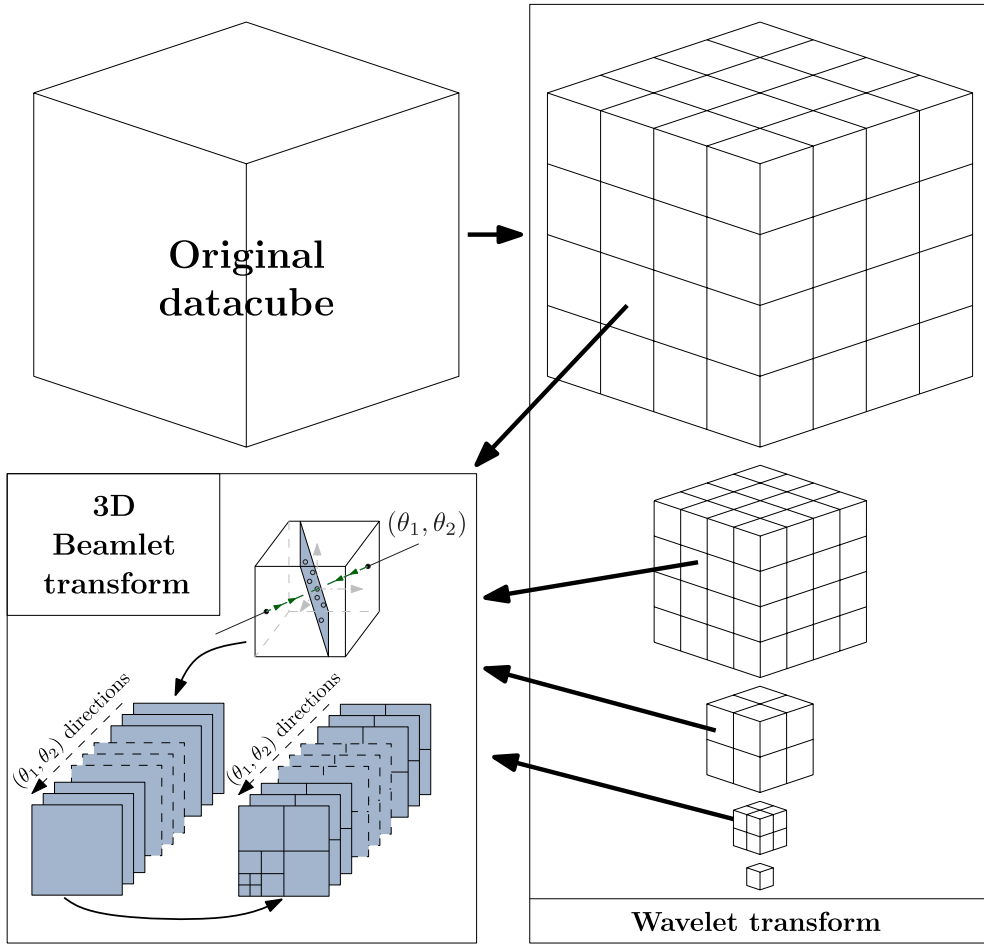 Original
datacube
3D
Beamlet
transform
(θ₁, θ₂)
(θ₁, θ₂) directions
(θ₁, θ₂) directions
Wavelet transform